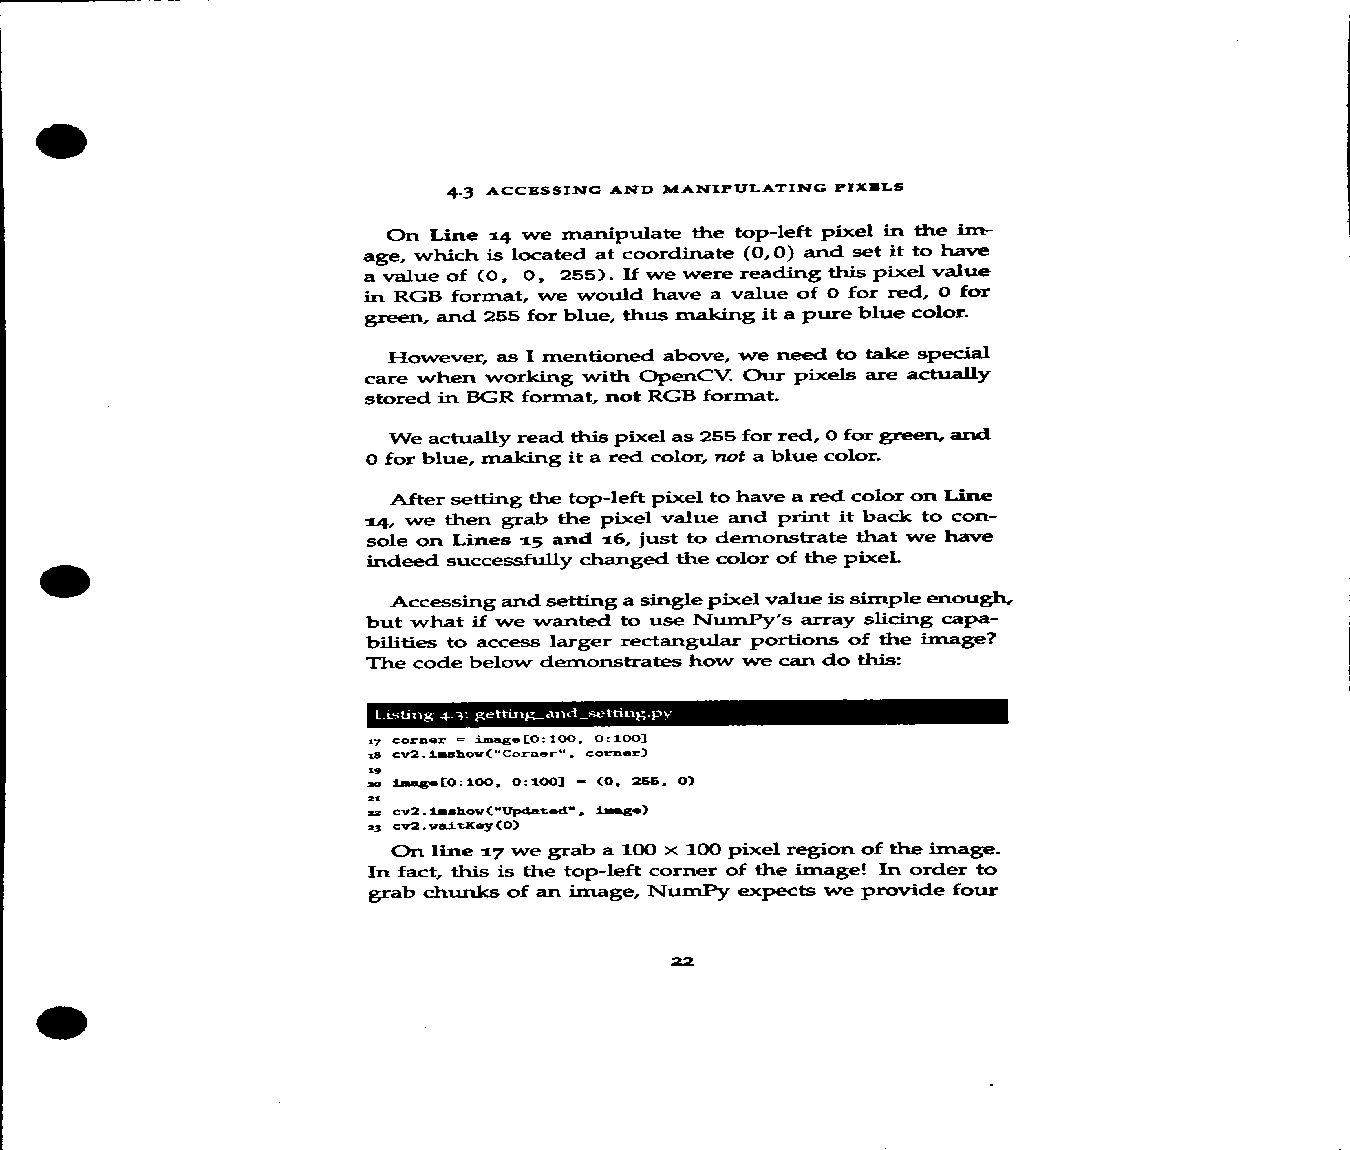 4.3 ACCESSING AND MANIPULATING PIXELS
On Line 14 we manipulate the top-left pixel in the im-
age, which is located at coordinate (0,0) and set it to have
a value of (0, 0, 255). If we were reading this pixel value
in RGB format, we would have a value of 0 for red, 0 for
green, and 255 for blue, thus making it a pure blue color.
However, as I mentioned above, we need to take special
care when working with OpenCV. Our pixels are actually
stored in BGR format, not RGB format.
We actually read this pixel as 255 for red, 0 for green, and
0 for blue, making it a red color, not a blue color.
After setting the top-left pixel to have a red color on Line
14, we then grab the pixel value and print it back to con-
sole on Lines 15 and 16, just to demonstrate that we have
indeed successfully changed the color of the pixel.
Accessing and setting a single pixel value is simple enough,
but what if we wanted to use NumPy's array slicing capa-
bilities to access larger rectangular portions of the image?
The code below demonstrates how we can do this:
Listing 4.3: getting_and_setting.py
17 corner = image[0:100, 0:100]
18 cv2.imshow("Corner", corner)
19
20 image[0:100, 0:100] = (0, 255, 0)
21
22 cv2.imshow("Updated", image)
23 cv2.waitKey(0)
On line 17 we grab a 100 × 100 pixel region of the image.
In fact, this is the top-left corner of the image! In order to
grab chunks of an image, NumPy expects we provide four
22